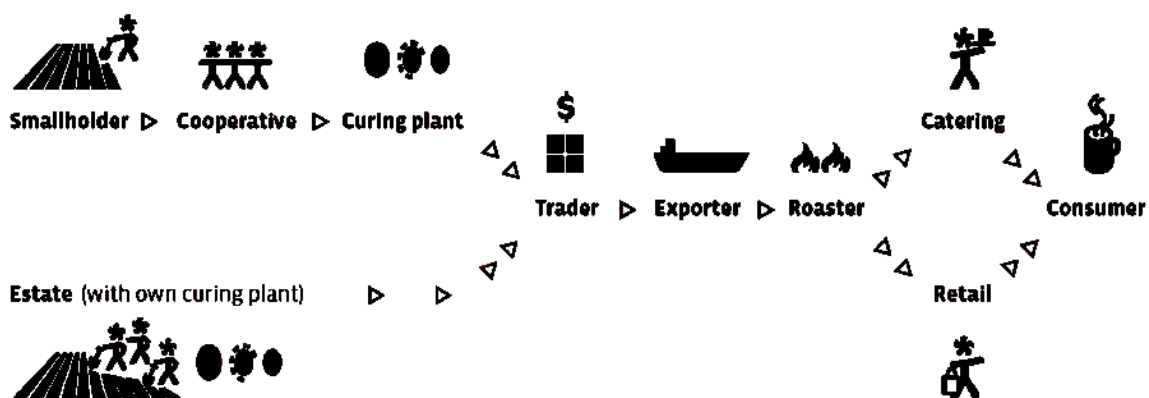 Smallholder Cooperative Curing plant
$
Catering
Trader Exporter Roaster Consumer
Estate (with own curing plant)
Retail